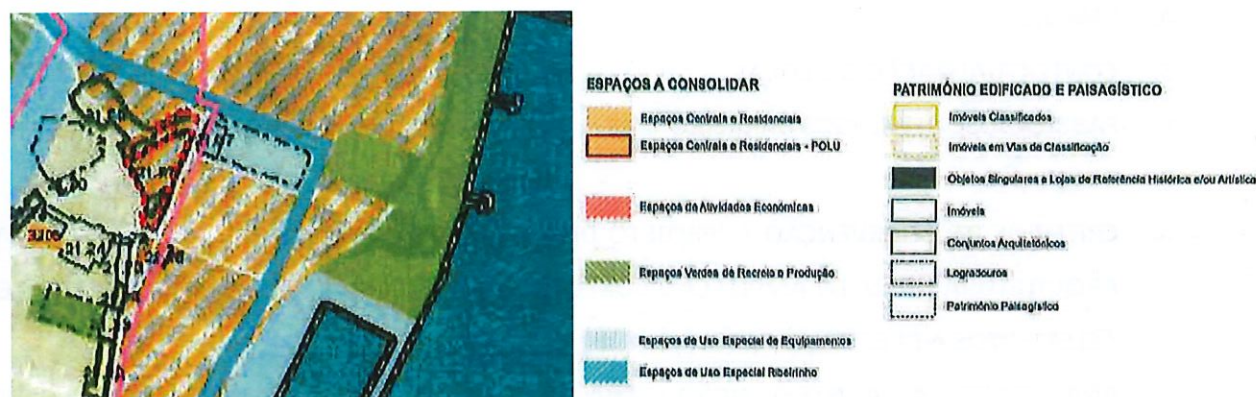 ESPAÇOS A CONSOLIDAR
Espaços Centrais e Residenciais
Espaços Centrais e Residenciais - POLU
Espaços de Atividades Económicas
Espaços Verdes de Recreio e Produção
Espaços de Uso Especial de Equipamentos
Espaços de Uso Especial Ribeirinho
PATRIMÓNIO EDIFICADO E PAISAGÍSTICO
Imóveis Classificados
Imóveis em Vias de Classificação
Objetos Singulares e Lojas de Referência Histórica e/ou Artística
Imóveis
Conjuntos Arquitetónicos
Logradouros
Património Paisagístico